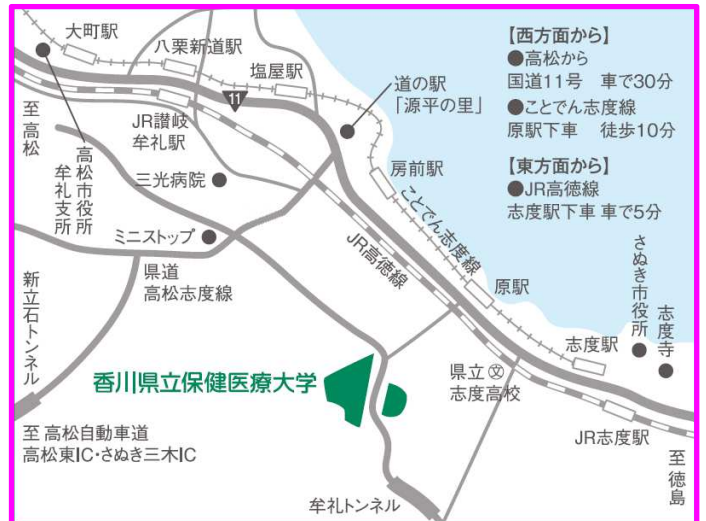 大町駅
八栗新道駅
塩屋駅
【西方面から】
●高松から
国道11号 車で30分
●ことでん志度線
原駅下車 徒歩10分
【東方面から】
●JR高徳線
志度駅下車 車で5分
11
道の駅
「源平の里」
至高松
高松市役所
牟礼支所
JR讃岐
牟礼駅
三光病院
房前駅
ことでん志度線
ミニストップ
JR高徳線
県道
高松志度線
原駅
新立石トンネル
さぬき市役所
志度寺
志度駅
香川県立保健医療大学
県立文
志度高校
JR志度駅
至 高松自動車道
高松東IC・さぬき三木IC
至徳島
牟礼トンネル